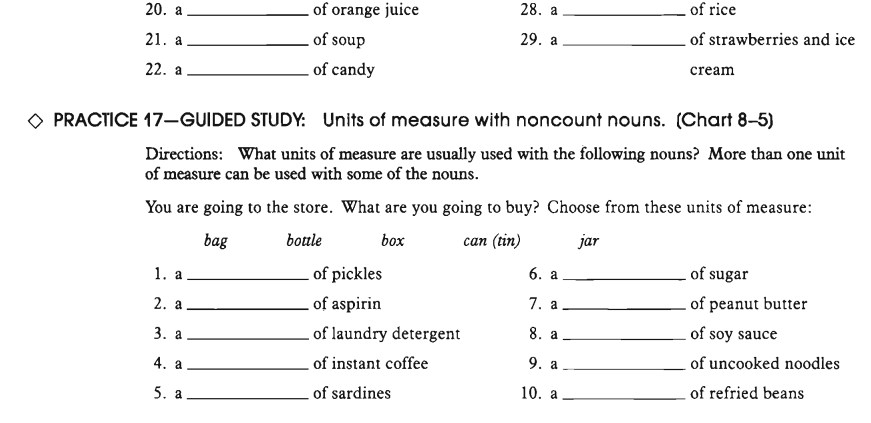 20. a ____________ of orange juice
21. a ____________ of soup
22. a ____________ of candy
28. a ____________ of rice
29. a ____________ of strawberries and ice
cream
◇ PRACTICE 17—GUIDED STUDY: Units of measure with noncount nouns. (Chart 8–5)
Directions: What units of measure are usually used with the following nouns? More than one unit
of measure can be used with some of the nouns.
You are going to the store. What are you going to buy? Choose from these units of measure:
bag bottle box can (tin) jar
1. a ____________ of pickles
2. a ____________ of aspirin
3. a ____________ of laundry detergent
4. a ____________ of instant coffee
5. a ____________ of sardines
6. a ____________ of sugar
7. a ____________ of peanut butter
8. a ____________ of soy sauce
9. a ____________ of uncooked noodles
10. a ____________ of refried beans